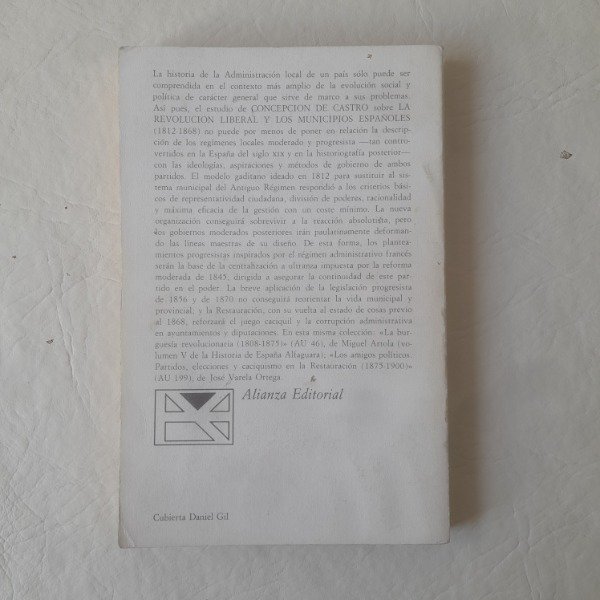 La historia de la Administración local de un país sólo puede ser
comprendida en el contexto más amplio de la evolución social y
política de carácter general que sirve de marco a sus problemas.
Así pues, el estudio de CONCEPCION DE CASTRO sobre LA
REVOLUCION LIBERAL Y LOS MUNICIPIOS ESPAÑOLES
(1812-1868) no puede por menos de poner en relación la descrip-
ción de los regímenes locales moderado y progresista —tan contro-
vertidos en la España del siglo XIX y en la historiografía posterior—
con las ideologías, aspiraciones y métodos de gobierno de ambos
partidos. El modelo gaditano ideado en 1812 para sustituir al sis-
tema municipal del Antiguo Régimen respondió a los criterios bási-
cos de representatividad ciudadana, división de poderes, racionalidad
y máxima eficacia de la gestión con un coste mínimo. La nueva
organización conseguirá sobrevivir a la reacción absolutista, pero
los gobiernos moderados posteriores irán paulatinamente deforman-
do las líneas maestras de su diseño. De esta forma, los plantea-
mientos progresistas inspirados por el régimen administrativo francés
serán la base de la centralización a ultranza impuesta por la reforma
moderada de 1845, dirigida a asegurar la continuidad de este par-
tido en el poder. La breve aplicación de la legislación progresista
de 1856 y de 1870 no conseguirá reorientar la vida municipal y
provincial; y la Restauración, con su vuelta al estado de cosas previo
al 1868, reforzará el juego caciquil y la corrupción administrativa
en ayuntamientos y diputaciones. En esta misma colección: «La bur-
guesía revolucionaria (1808-1875)» (AU 46), de Miguel Artola (vo-
lumen V de la Historia de España Alfaguara); «Los amigos políticos.
Partidos, elecciones y caciquismo en la Restauración (1875-1900)»
(AU 199), de José Varela Ortega.
Alianza Editorial
Cubierta Daniel Gil